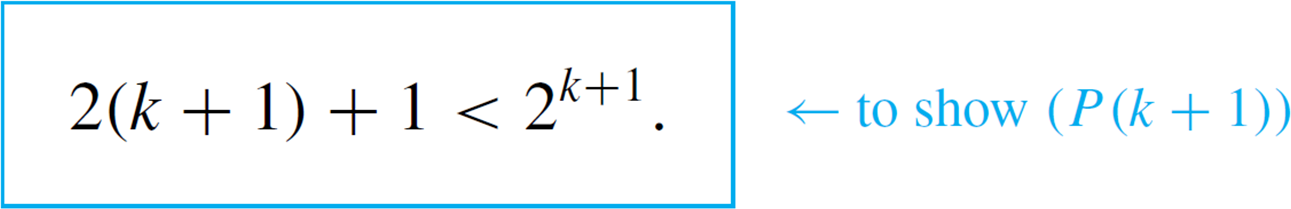 2(k + 1) + 1 < 2^{k+1}. ← to show (P(k + 1))